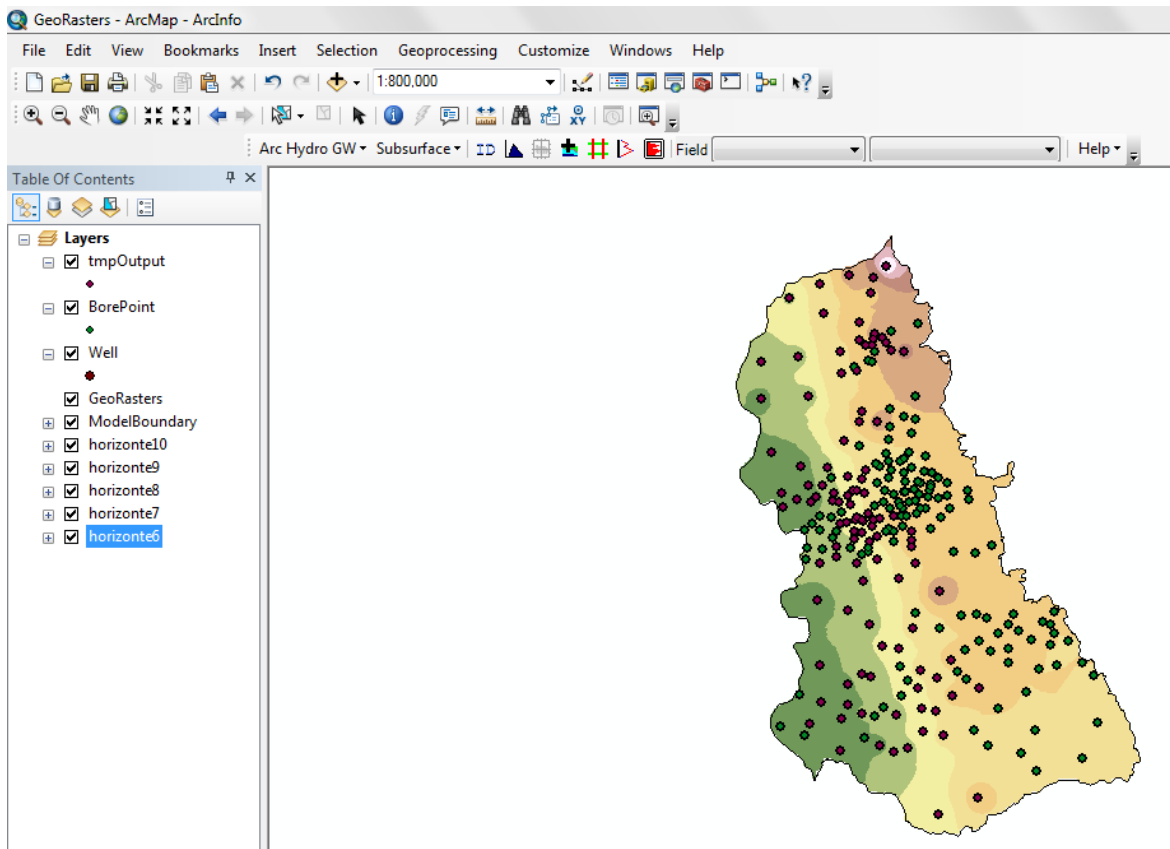 GeoRasters - ArcMap - ArcInfo
File Edit View Bookmarks Insert Selection Geoprocessing Customize Windows Help
1:800,000
Arc Hydro GW Subsurface ID Field Help
Table Of Contents
Layers
tmpOutput
BorePoint
Well
GeoRasters
ModelBoundary
horizonte10
horizonte9
horizonte8
horizonte7
horizonte6